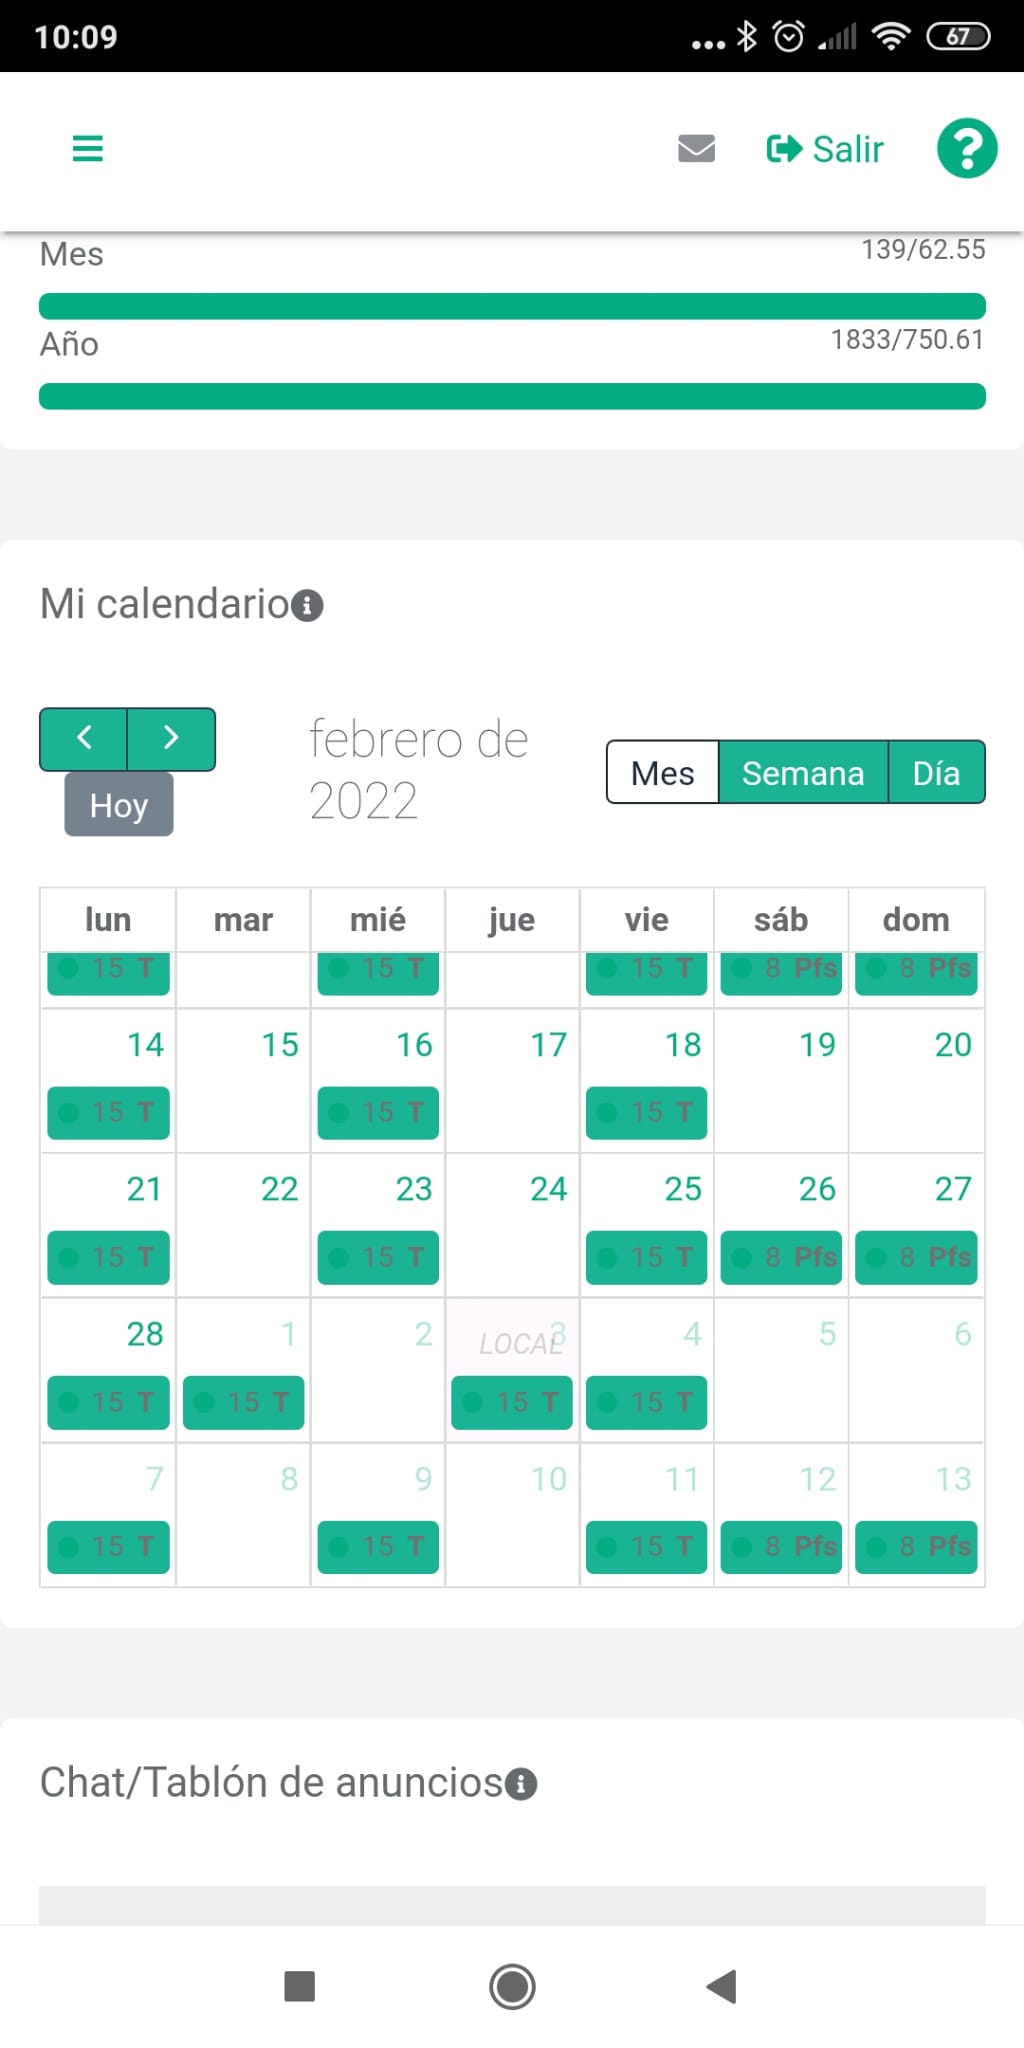 10:09
67
Salir
?
Mes 139/62.55
Año 1833/750.61
Mi calendario
febrero de
2022
Hoy
Mes Semana Día
lun mar mié jue vie sáb dom
15 T 15 T 15 T 8 Pfs 8 Pfs
14 15 16 17 18 19 20
15 T 15 T 15 T
21 22 23 24 25 26 27
15 T 15 T 15 T 8 Pfs 8 Pfs
28 1 2 3 4 5 6
LOCAL
15 T 15 T 15 T 15 T
7 8 9 10 11 12 13
15 T 15 T 15 T 8 Pfs 8 Pfs
Chat/Tablón de anuncios